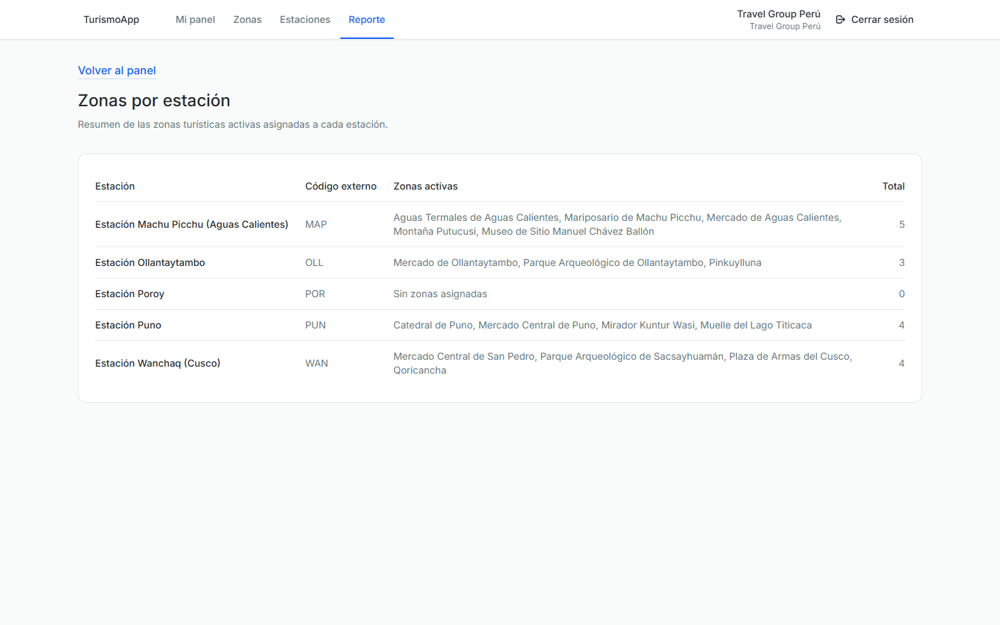 TurismoApp
Mi panel
Zonas
Estaciones
Reporte
Travel Group Perú
Travel Group Perú
Cerrar sesión
Volver al panel
Zonas por estación
Resumen de las zonas turísticas activas asignadas a cada estación.
Estación Código externo Zonas activas Total
Estación Machu Picchu (Aguas Calientes) MAP Aguas Termales de Aguas Calientes, Mariposario de Machu Picchu, Mercado de Aguas Calientes,
Montaña Putucusi, Museo de Sitio Manuel Chávez Ballón 5
Estación Ollantaytambo OLL Mercado de Ollantaytambo, Parque Arqueológico de Ollantaytambo, Pinkuylluna 3
Estación Poroy POR Sin zonas asignadas 0
Estación Puno PUN Catedral de Puno, Mercado Central de Puno, Mirador Kuntur Wasi, Muelle del Lago Titicaca 4
Estación Wanchaq (Cusco) WAN Mercado Central de San Pedro, Parque Arqueológico de Sacsayhuamán, Plaza de Armas del Cusco,
Qoricancha 4